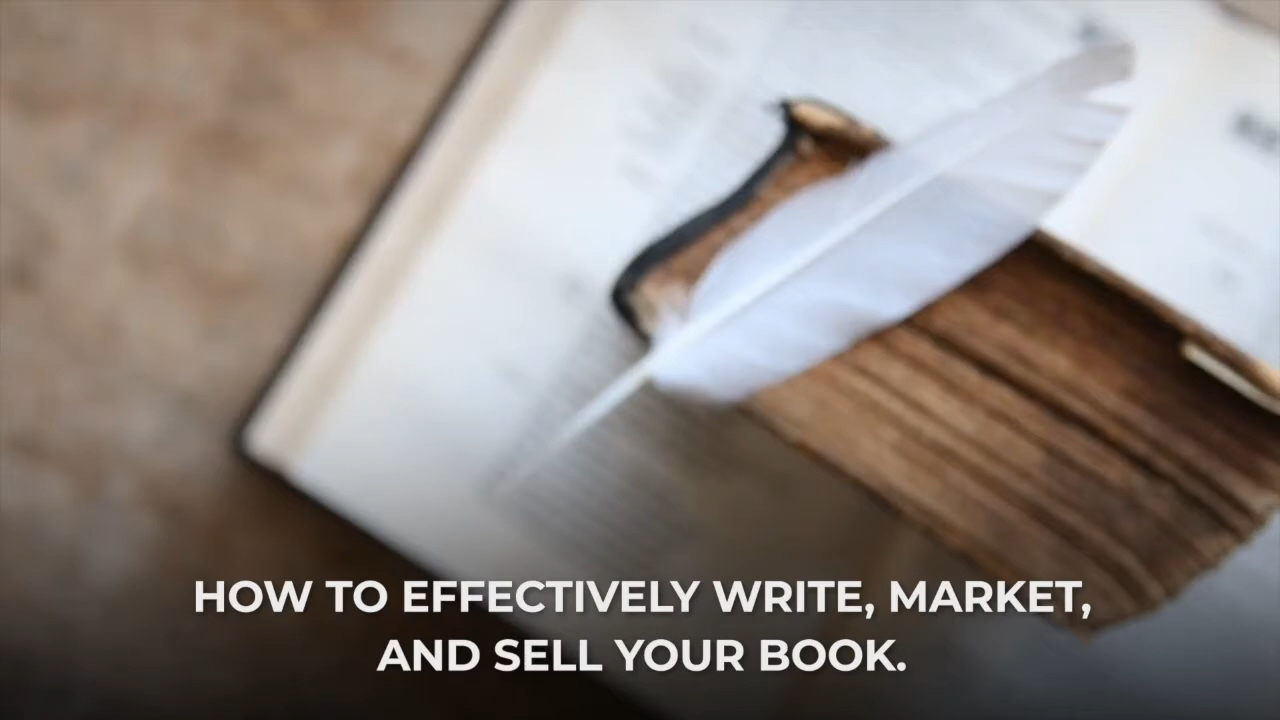 HOW TO EFFECTIVELY WRITE, MARKET,
AND SELL YOUR BOOK.